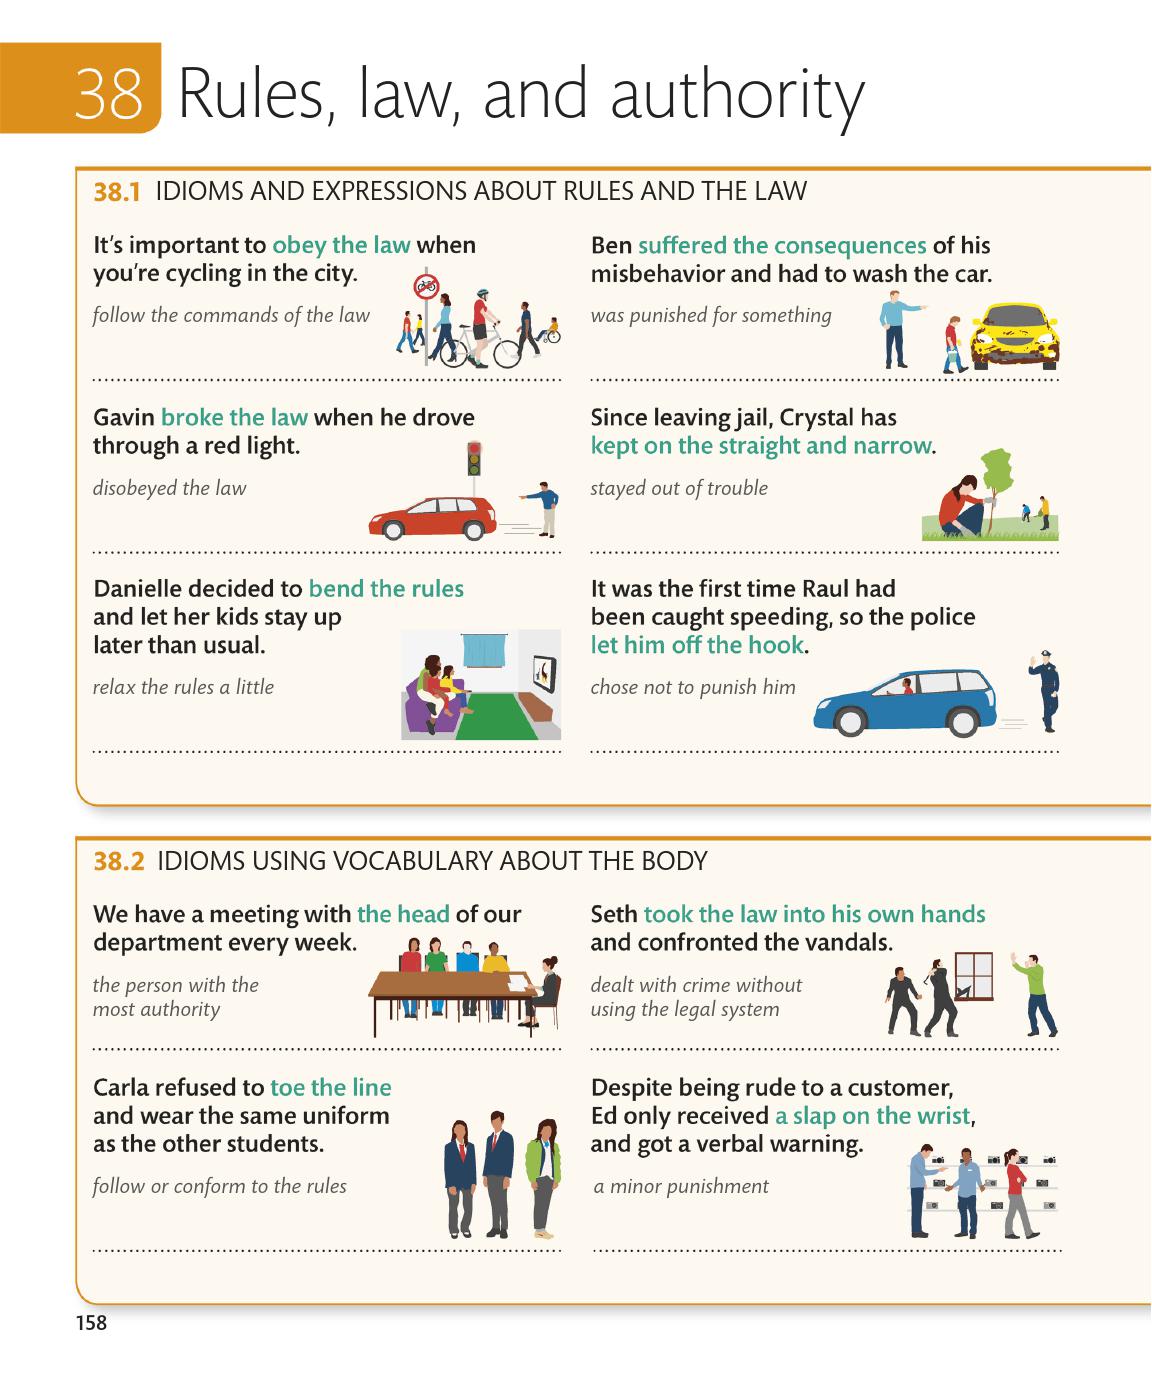 38 Rules, law, and authority
38.1 IDIOMS AND EXPRESSIONS ABOUT RULES AND THE LAW
It's important to obey the law when
you're cycling in the city.
follow the commands of the law
Ben suffered the consequences of his
misbehavior and had to wash the car.
was punished for something
Gavin broke the law when he drove
through a red light.
disobeyed the law
Since leaving jail, Crystal has
kept on the straight and narrow.
stayed out of trouble
Danielle decided to bend the rules
and let her kids stay up
later than usual.
relax the rules a little
It was the first time Raul had
been caught speeding, so the police
let him off the hook.
chose not to punish him
38.2 IDIOMS USING VOCABULARY ABOUT THE BODY
We have a meeting with the head of our
department every week.
the person with the
most authority
Seth took the law into his own hands
and confronted the vandals.
dealt with crime without
using the legal system
Carla refused to toe the line
and wear the same uniform
as the other students.
follow or conform to the rules
Despite being rude to a customer,
Ed only received a slap on the wrist,
and got a verbal warning.
a minor punishment
158